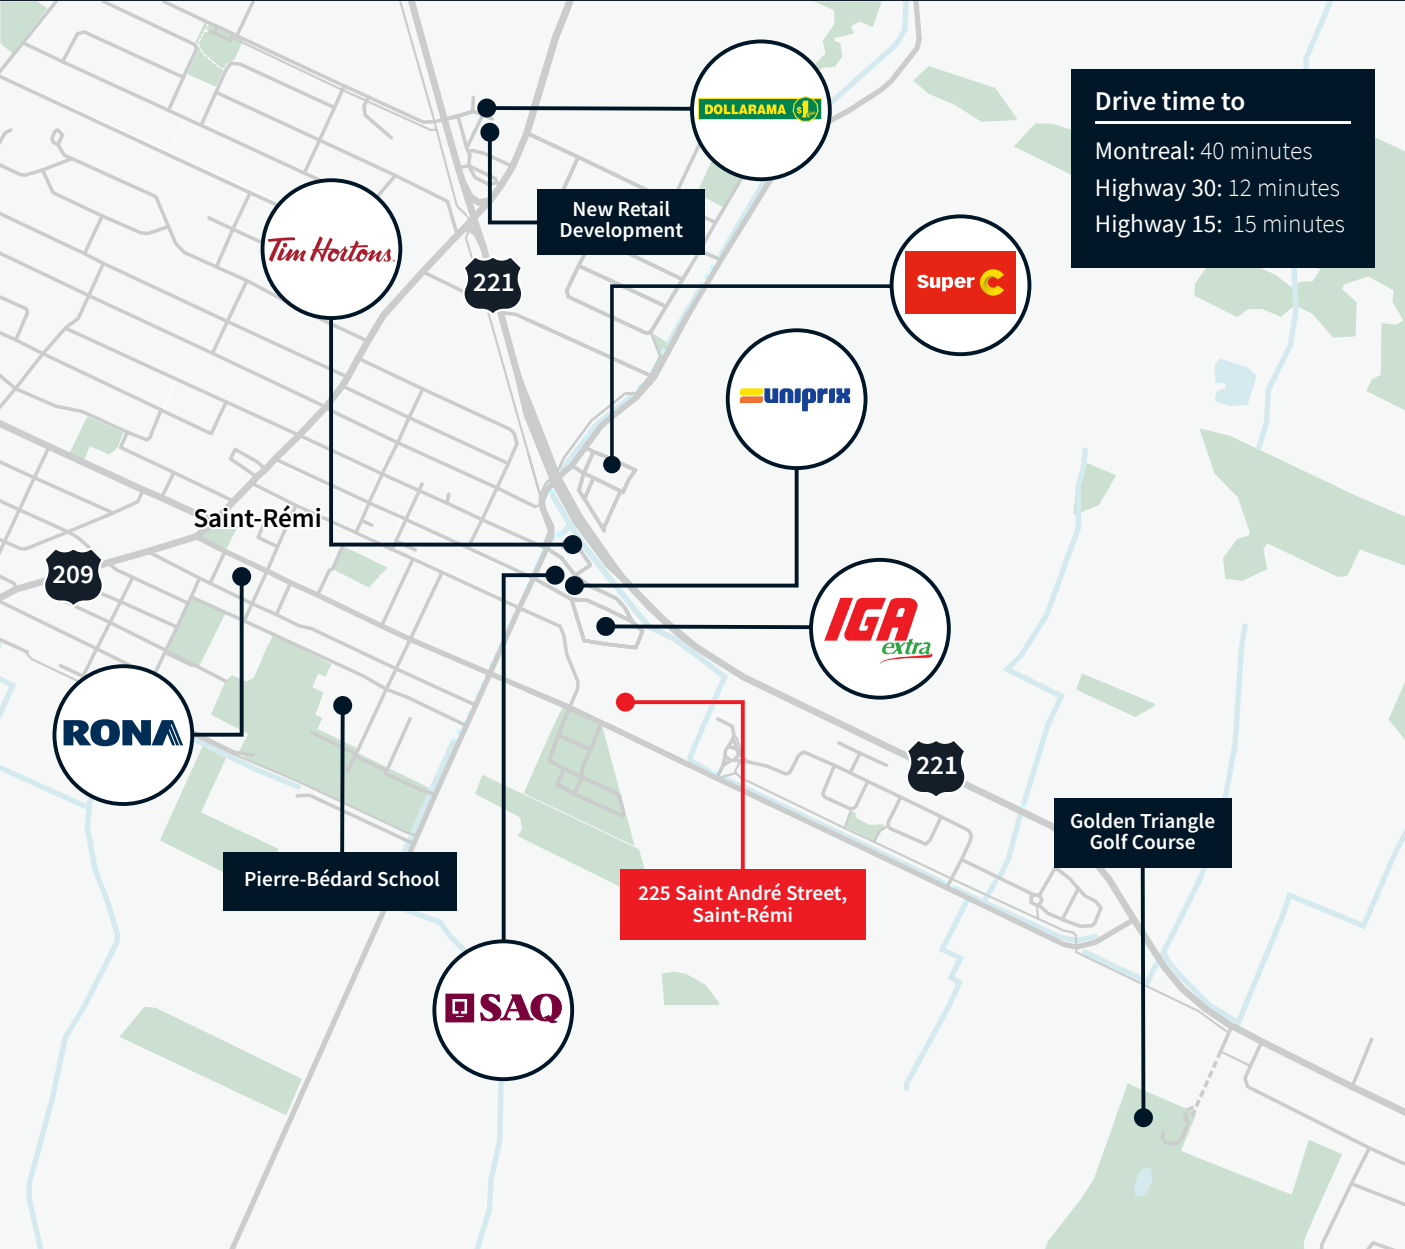 DOLLARAMA $1
Drive time to
Montreal: 40 minutes
Highway 30: 12 minutes
Highway 15: 15 minutes
New Retail
Development
Tim Hortons
221
Super C
uniprix
Saint-Rémi
209
IGA
extra
RONA
221
Golden Triangle
Golf Course
Pierre-Bédard School
225 Saint André Street,
Saint-Rémi
SAQ